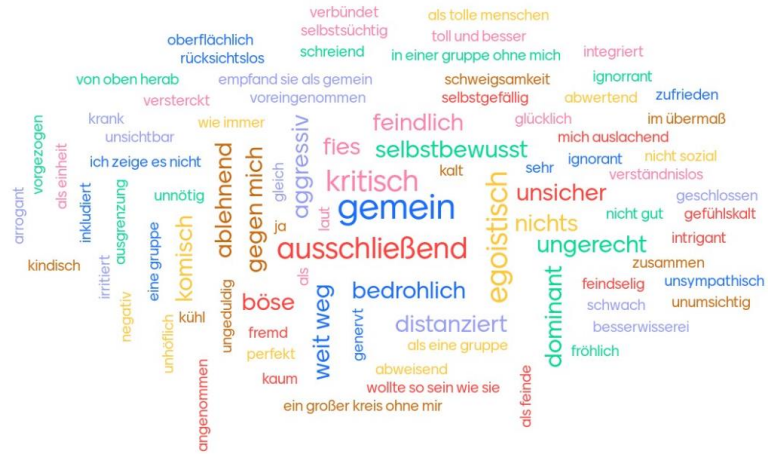 verbündet
als tolle menschen
selbstsüchtig
toll und besser
oberflächlich
schreiend
in einer gruppe ohne mich
integriert
rücksichtslos
von oben herab
empfand sie als gemein
schweigsamkeit
ignorrant
versterckt
voreingenommen
selbstgefällig
abwertend
zufrieden
krank
wie immer
aggressiv
feindlich
glücklich
im übermaß
vorgezogen
als einheit
unsichtbar
fies
selbstbewusst
mich auslachend
nicht sozial
ich zeige es nicht
ablehnend
gegen mich
gleich
kritisch
kalt
sehr
ignorant
verständnislos
arrogant
inkludiert
ausgrenzung
unnötig
laut
gemein
egoistisch
unsicher
geschlossen
eine gruppe
komisch
ja
nichts
nicht gut
gefühlskalt
kindisch
irritiert
als
ausschließend
ungerecht
intrigant
zusammen
negativ
unhöflich
kühl
ungeduldig
böse
weit weg
bedrohlich
dominant
feindselig
unsympathisch
fremd
genervt
distanziert
schwach
unumsichtig
besserwisserei
perfekt
als eine gruppe
fröhlich
angenommen
kaum
abweisend
wollte so sein wie sie
als feinde
ein großer kreis ohne mir